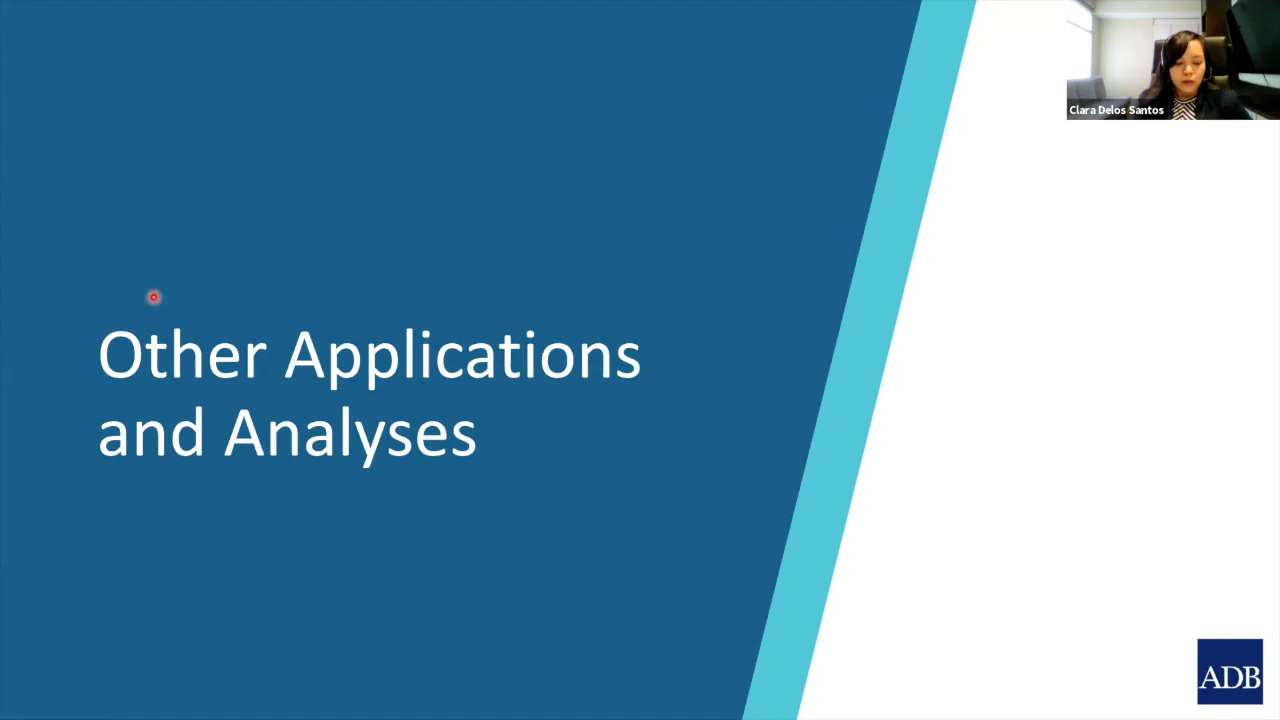 Clara Delos Santos
Other Applications
and Analyses
ADB